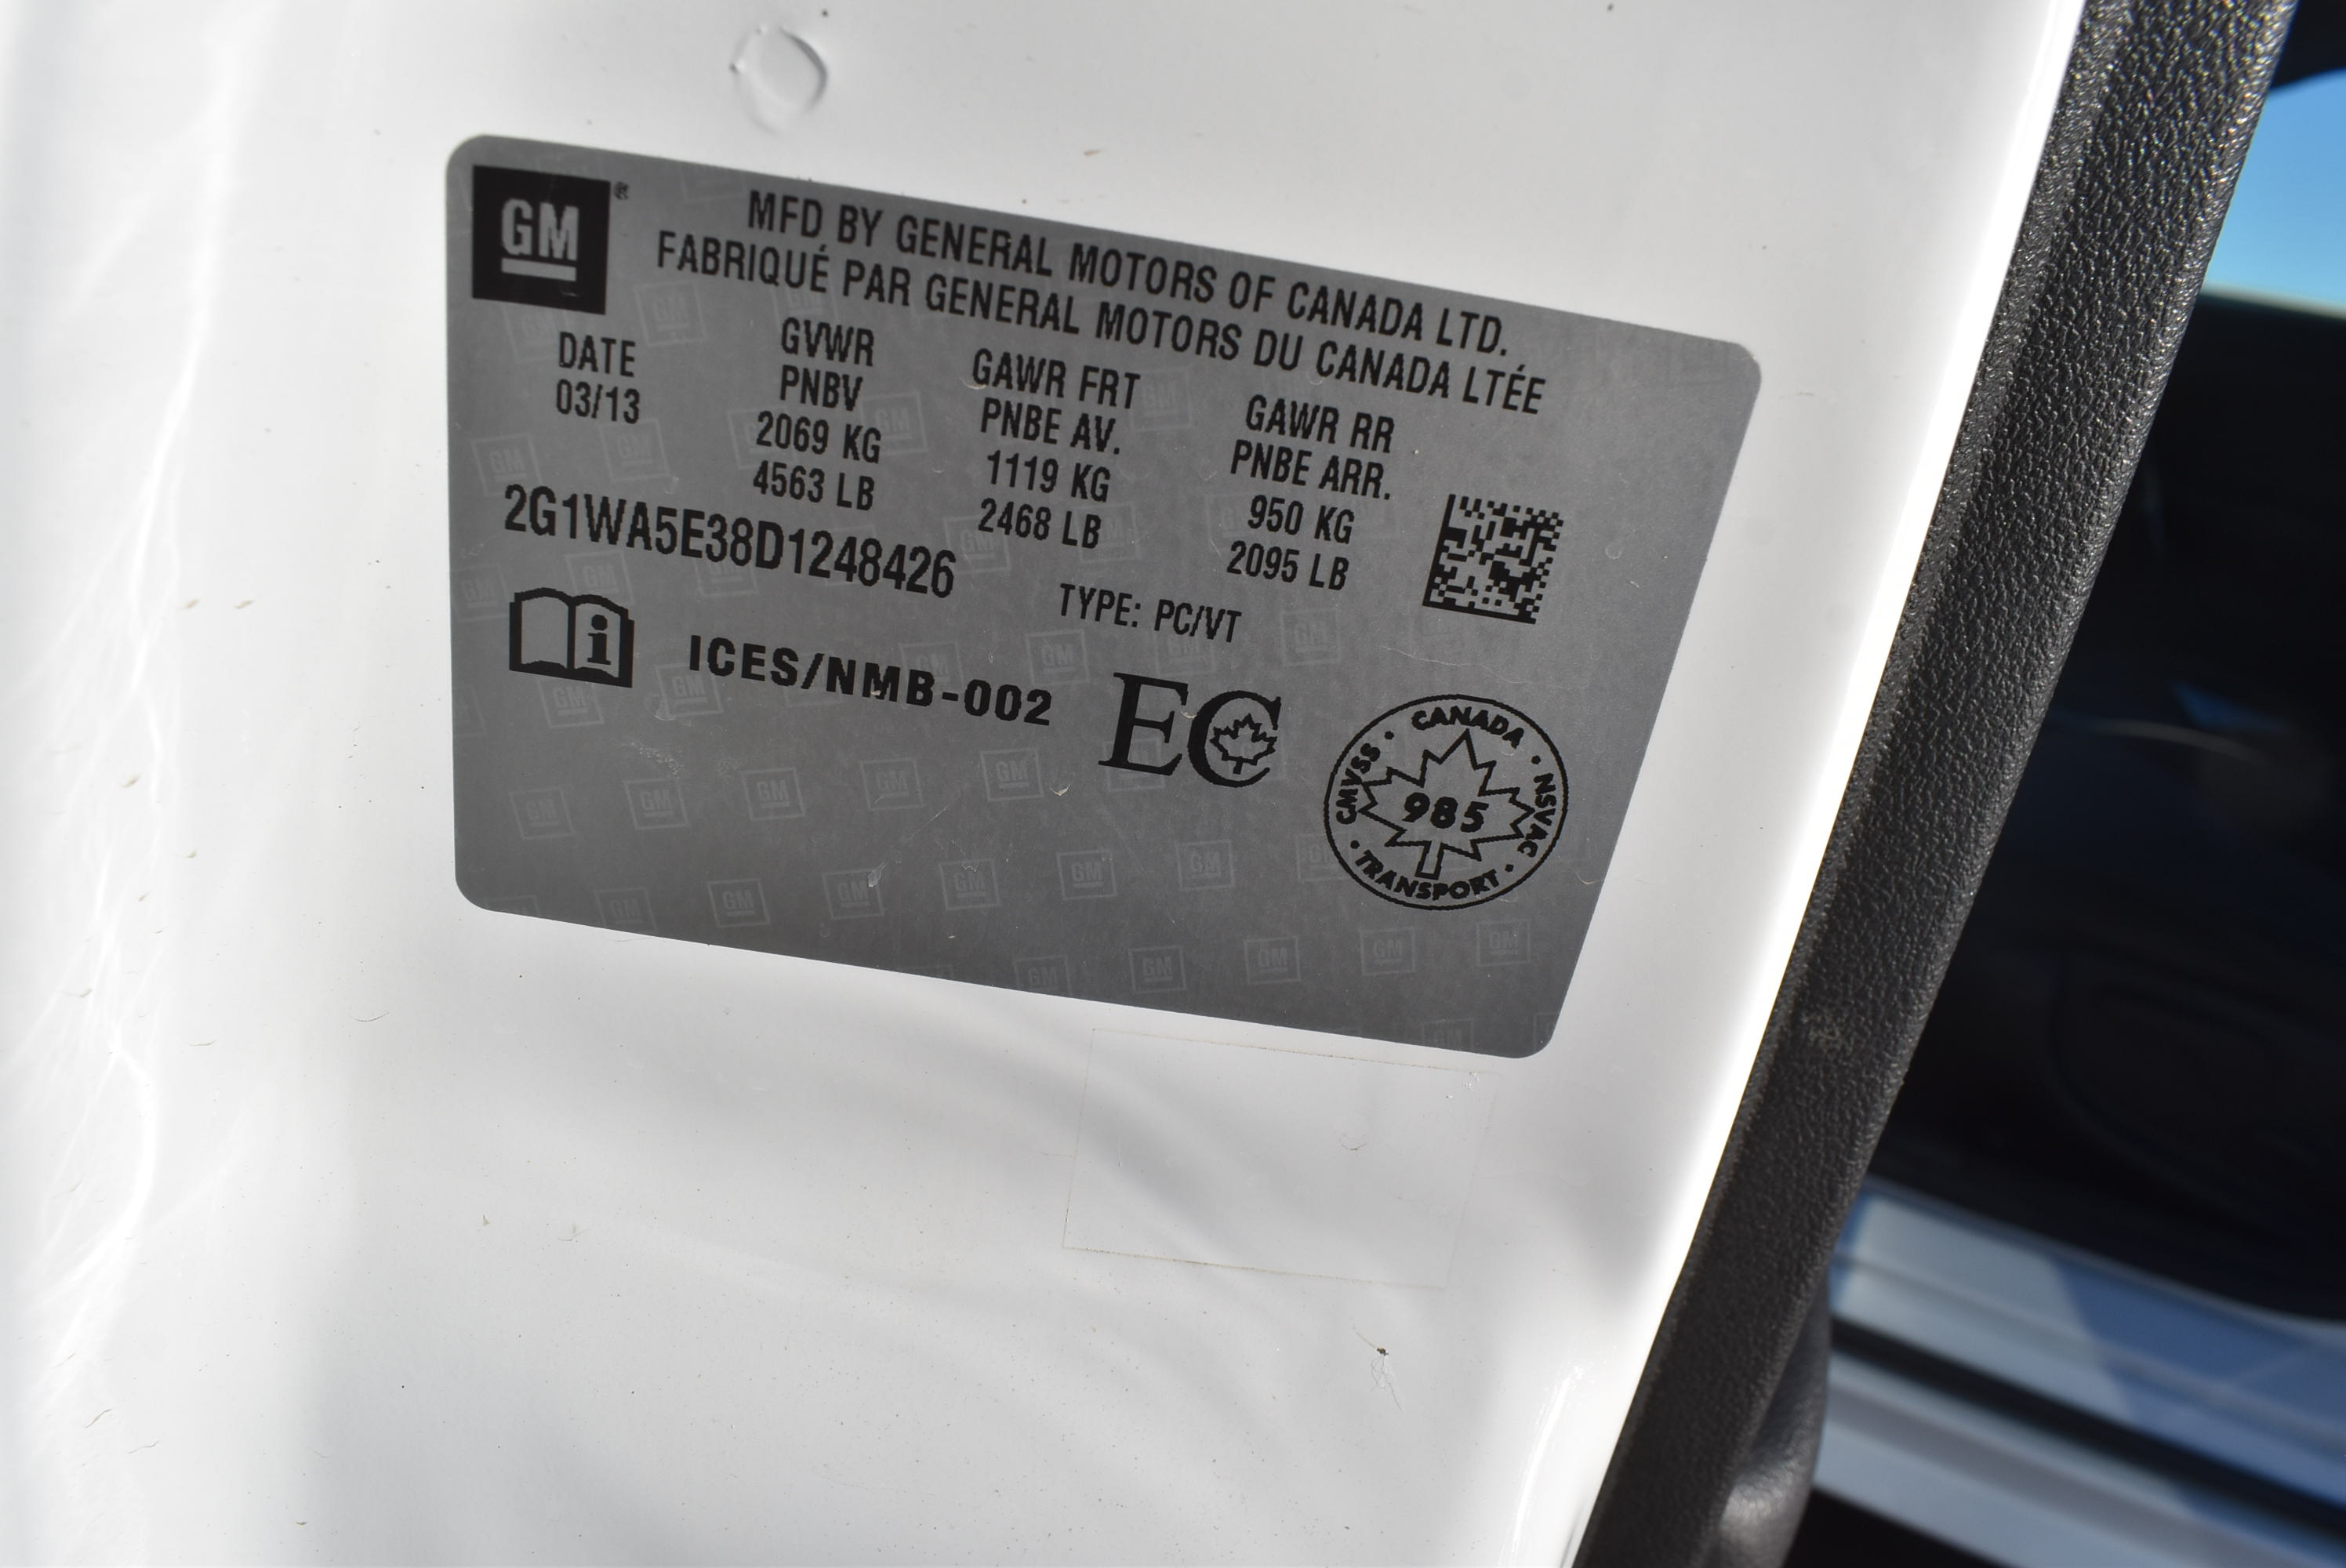 GM®
MFD BY GENERAL MOTORS OF CANADA LTD.
FABRIQUÉ PAR GENERAL MOTORS DU CANADA LTÉE
DATE
03/13
GVWR
PNBV
2069 KG
4563 LB
GAWR FRT
PNBE AV.
1119 KG
2468 LB
GAWR RR
PNBE ARR.
950 KG
2095 LB
2G1WA5E38D1248426
TYPE: PC/VT
i
ICES/NMB-002
EC
CANADA • NSVAC • TRANSPORT • CMVSS •
985